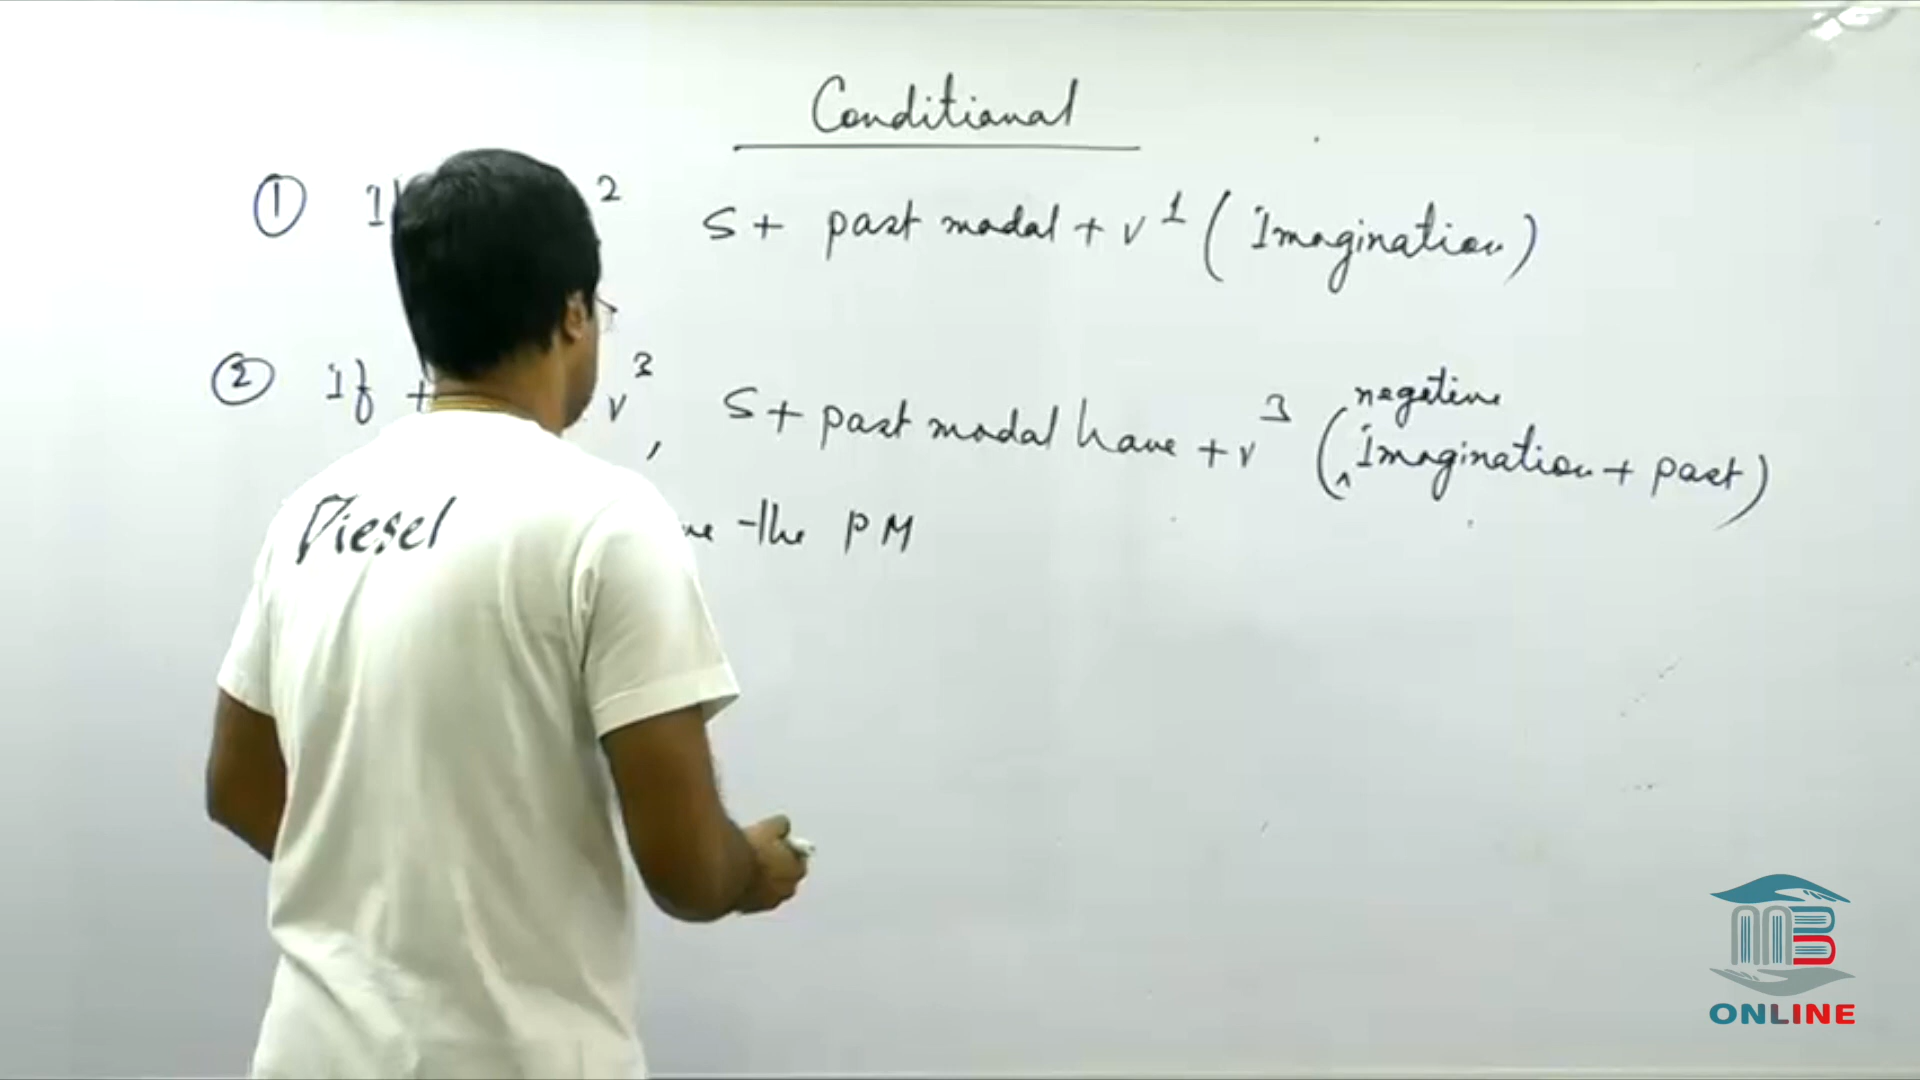 Conditional
① If 2 S + past modal + v1 (Imagination)
② If + v3, S + past modal have + v3 (negative Imagination + past)
the PM
Diesel
MB
ONLINE